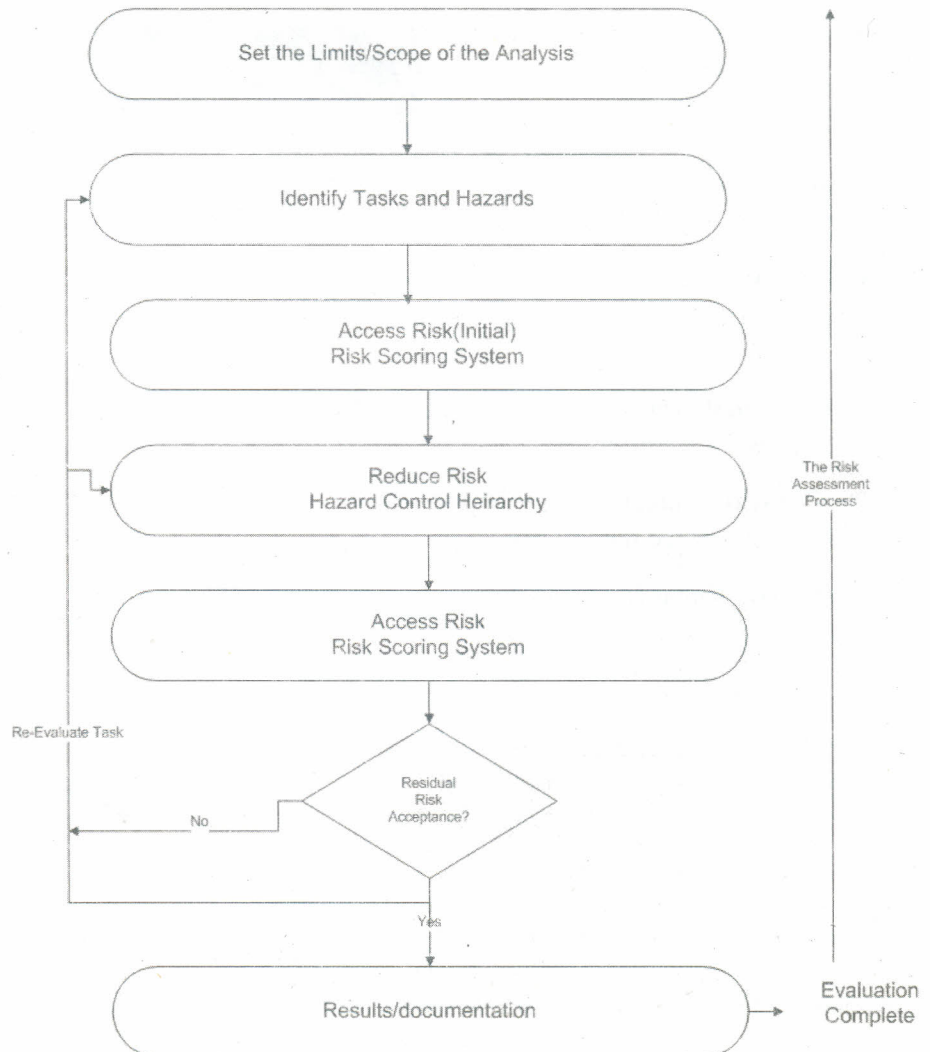 Set the Limits/Scope of the Analysis
Identify Tasks and Hazards
Access Risk(Initial)
Risk Scoring System
Reduce Risk
Hazard Control Heirarchy
The Risk
Assessment
Process
Access Risk
Risk Scoring System
Re-Evaluate Task
Residual
Risk
Acceptance?
No
Yes
Results/documentation
Evaluation
Complete